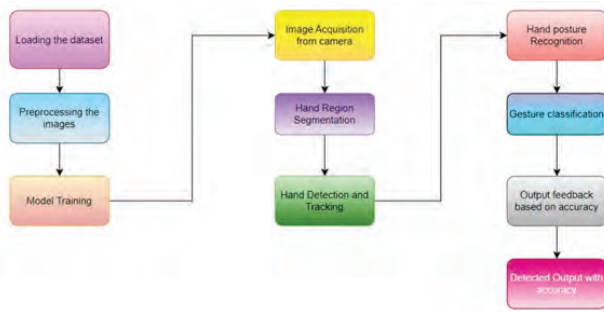 Loading the dataset
Preprocessing the
images
Model Training
Image Acquisition
from camera
Hand Region
Segmentation
Hand Detection and
Tracking.
Hand posture
Recognition
Gesture classification
Output feedback
based on accuracy
Detected Output with
accuracy